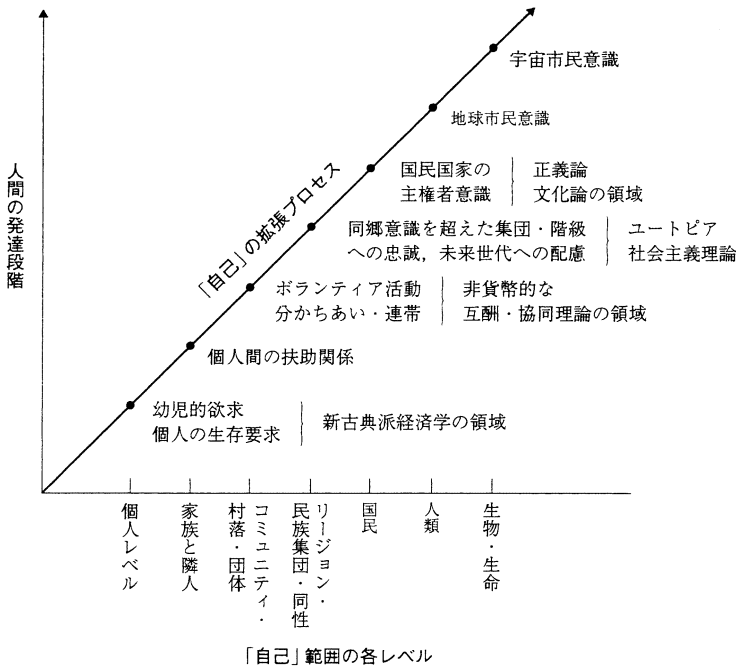 宇宙市民意識
地球市民意識
国民国家の
主権者意識
正義論
文化論の領域
同郷意識を超えた集団・階級
への忠誠，未来世代への配慮
ユートピア
社会主義理論
ボランティア活動
分かちあい・連帯
非貨幣的な
互酬・協同理論の領域
個人間の扶助関係
幼児的欲求
個人の生存要求
新古典派経済学の領域
「自己」の拡張プロセス
人間の発達段階
個人レベル
家族と隣人
コミュニティ・
村落・団体
リージョン・
民族集団・同性
国民
人類
生物・生命
「自己」範囲の各レベル